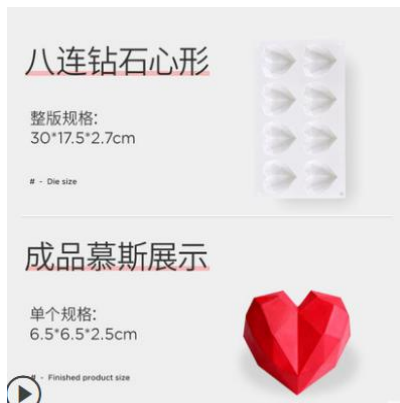 八连钻石心形
整版规格:
30*17.5*2.7cm
# - Die size
成品慕斯展示
单个规格:
6.5*6.5*2.5cm
# - Finished product size